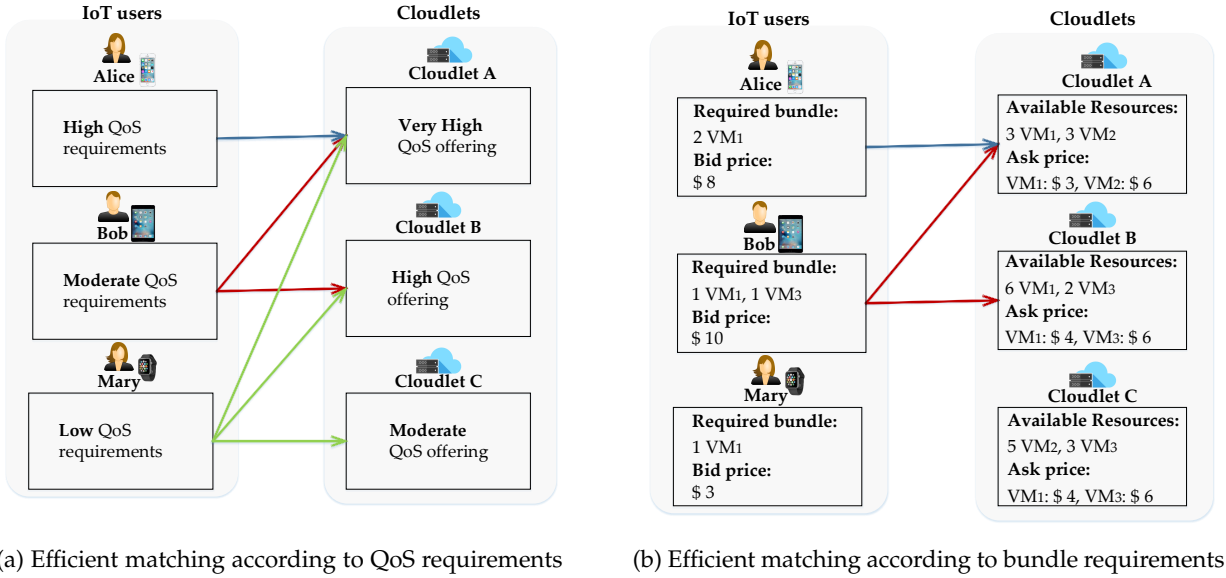 IoT users
Cloudlets
Alice
Cloudlet A
High QoS
requirements
Very High
QoS offering
Bob
Cloudlet B
Moderate QoS
requirements
High QoS
offering
Mary
Cloudlet C
Low QoS
requirements
Moderate
QoS offering
(a) Efficient matching according to QoS requirements
IoT users
Cloudlets
Alice
Cloudlet A
Required bundle:
2 VM1
Bid price:
$ 8
Available Resources:
3 VM1, 3 VM2
Ask price:
VM1: $ 3, VM2: $ 6
Bob
Cloudlet B
Required bundle:
1 VM1, 1 VM3
Bid price:
$ 10
Available Resources:
6 VM1, 2 VM3
Ask price:
VM1: $ 4, VM3: $ 6
Mary
Cloudlet C
Required bundle:
1 VM1
Bid price:
$ 3
Available Resources:
5 VM2, 3 VM3
Ask price:
VM1: $ 4, VM3: $ 6
(b) Efficient matching according to bundle requirements